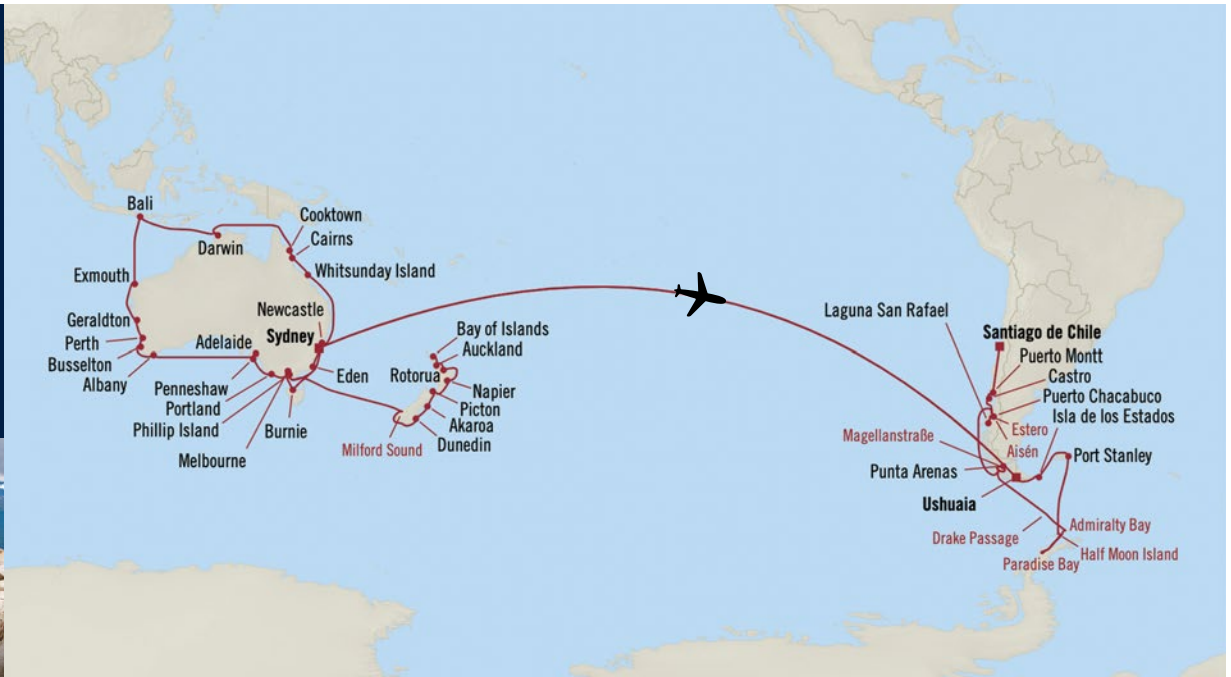 Bali
Darwin
Cooktown
Cairns
Whitsunday Island
Exmouth
Geraldton
Perth
Busselton
Albany
Adelaide
Newcastle
Sydney
Penneshaw
Portland
Phillip Island
Melbourne
Burnie
Eden
Milford Sound
Bay of Islands
Auckland
Rotorua
Napier
Picton
Akaroa
Dunedin
Laguna San Rafael
Santiago de Chile
Puerto Montt
Castro
Puerto Chacabuco
Estero
Aisén
Isla de los Estados
Magellanstraße
Punta Arenas
Port Stanley
Ushuaia
Drake Passage
Admiralty Bay
Half Moon Island
Paradise Bay